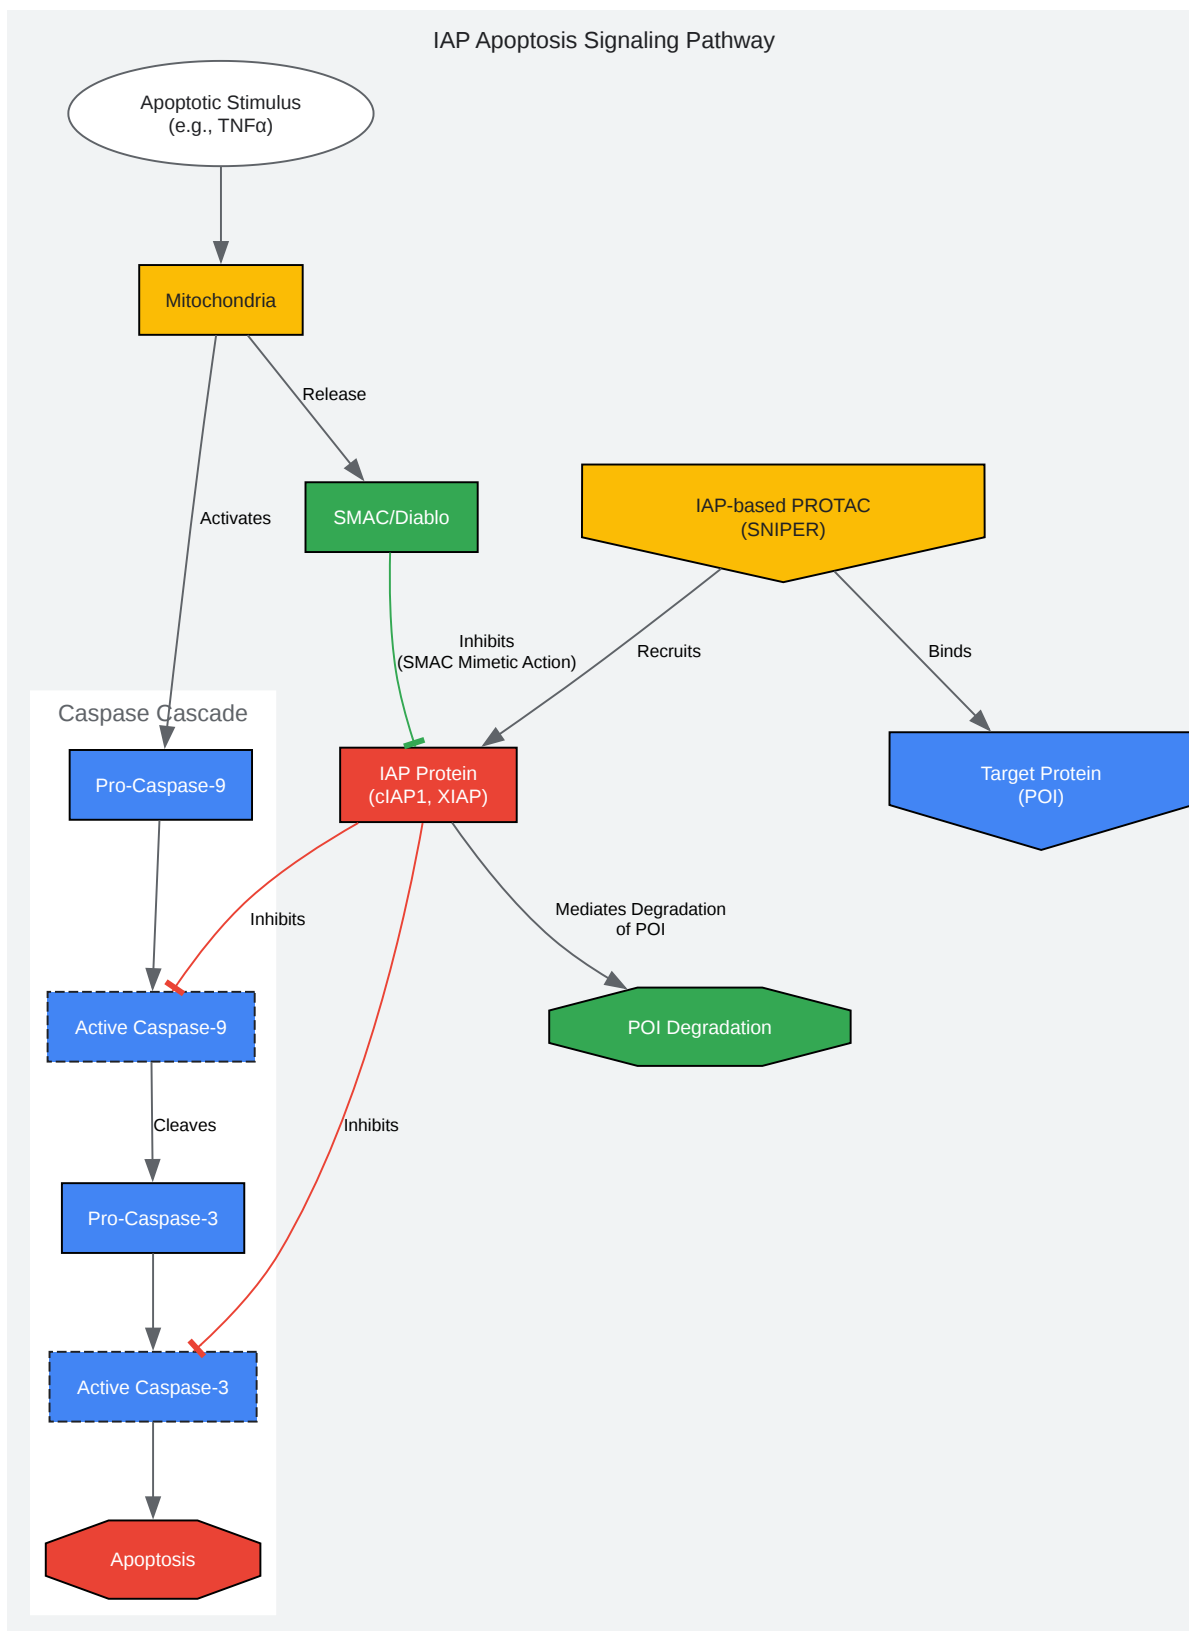 IAP Apoptosis Signaling Pathway
Apoptotic Stimulus
(e.g., TNFα)
Mitochondria
Release
Activates
SMAC/Diablo
IAP-based PROTAC
(SNIPER)
Inhibits
(SMAC Mimetic Action)
Recruits
Binds
Caspase Cascade
Pro-Caspase-9
IAP Protein
(cIAP1, XIAP)
Target Protein
(POI)
Inhibits
Mediates Degradation
of POI
Active Caspase-9
POI Degradation
Cleaves
Inhibits
Pro-Caspase-3
Active Caspase-3
Apoptosis